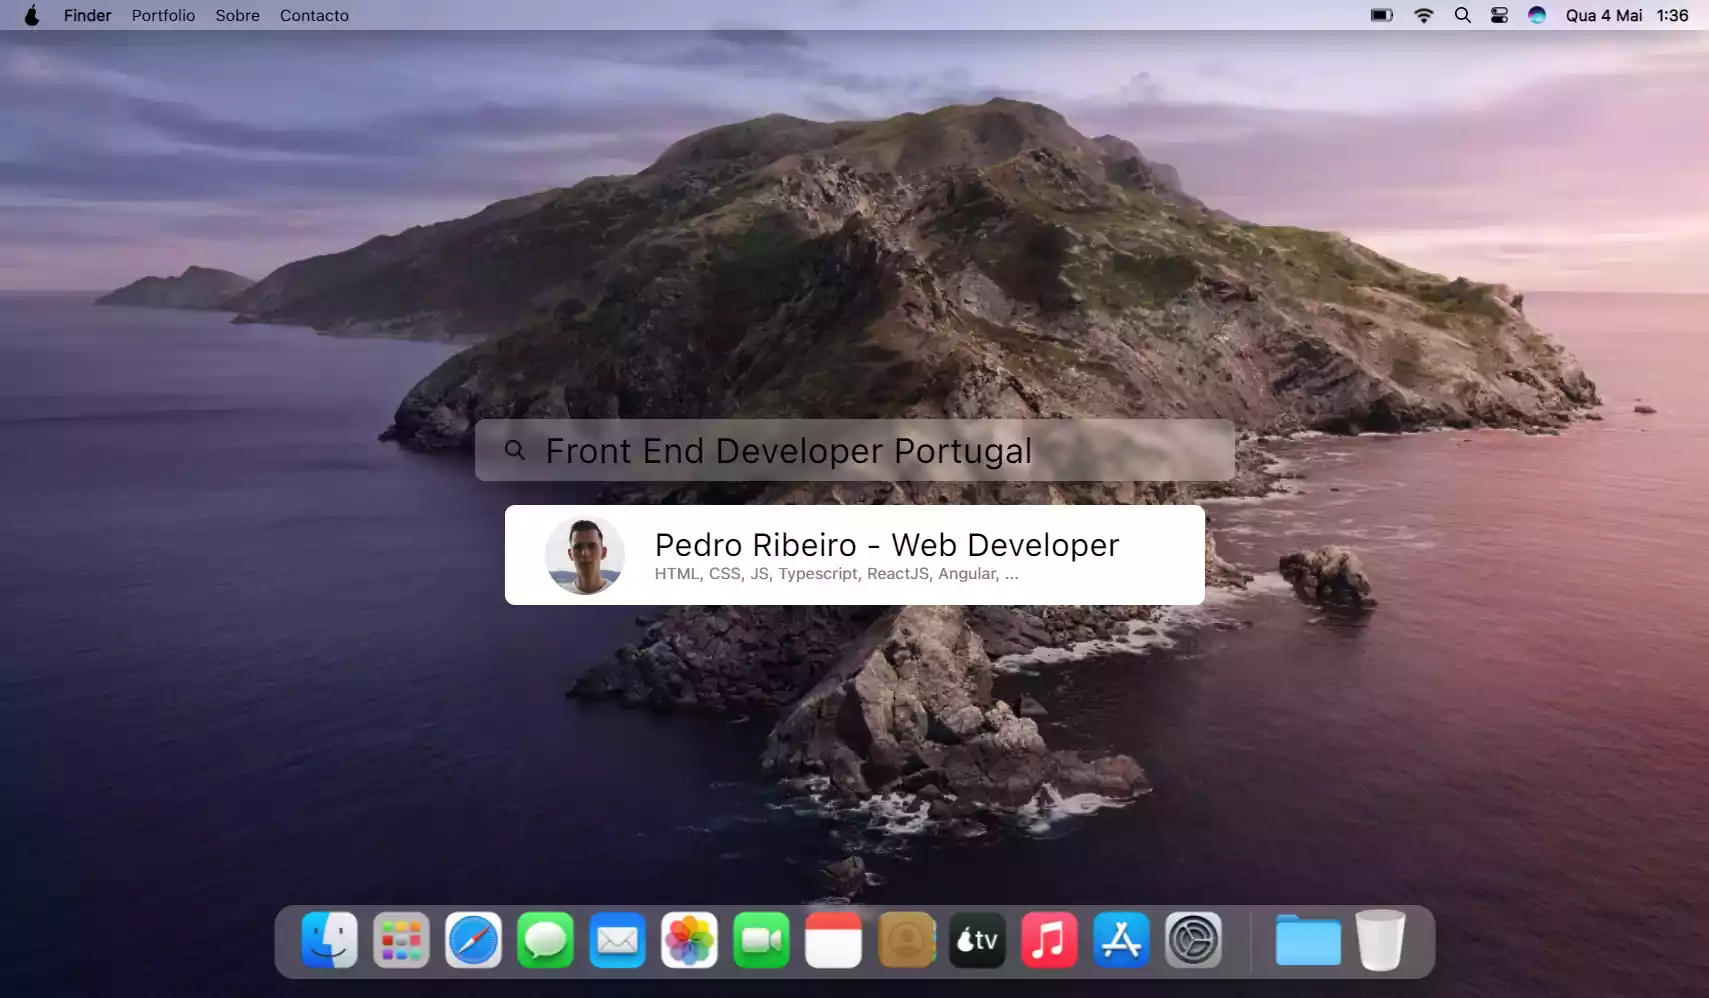 Finder Portfolio Sobre Contacto Qua 4 Mai 1:36
Front End Developer Portugal
Pedro Ribeiro - Web Developer
HTML, CSS, JS, Typescript, ReactJS, Angular, ...
tv